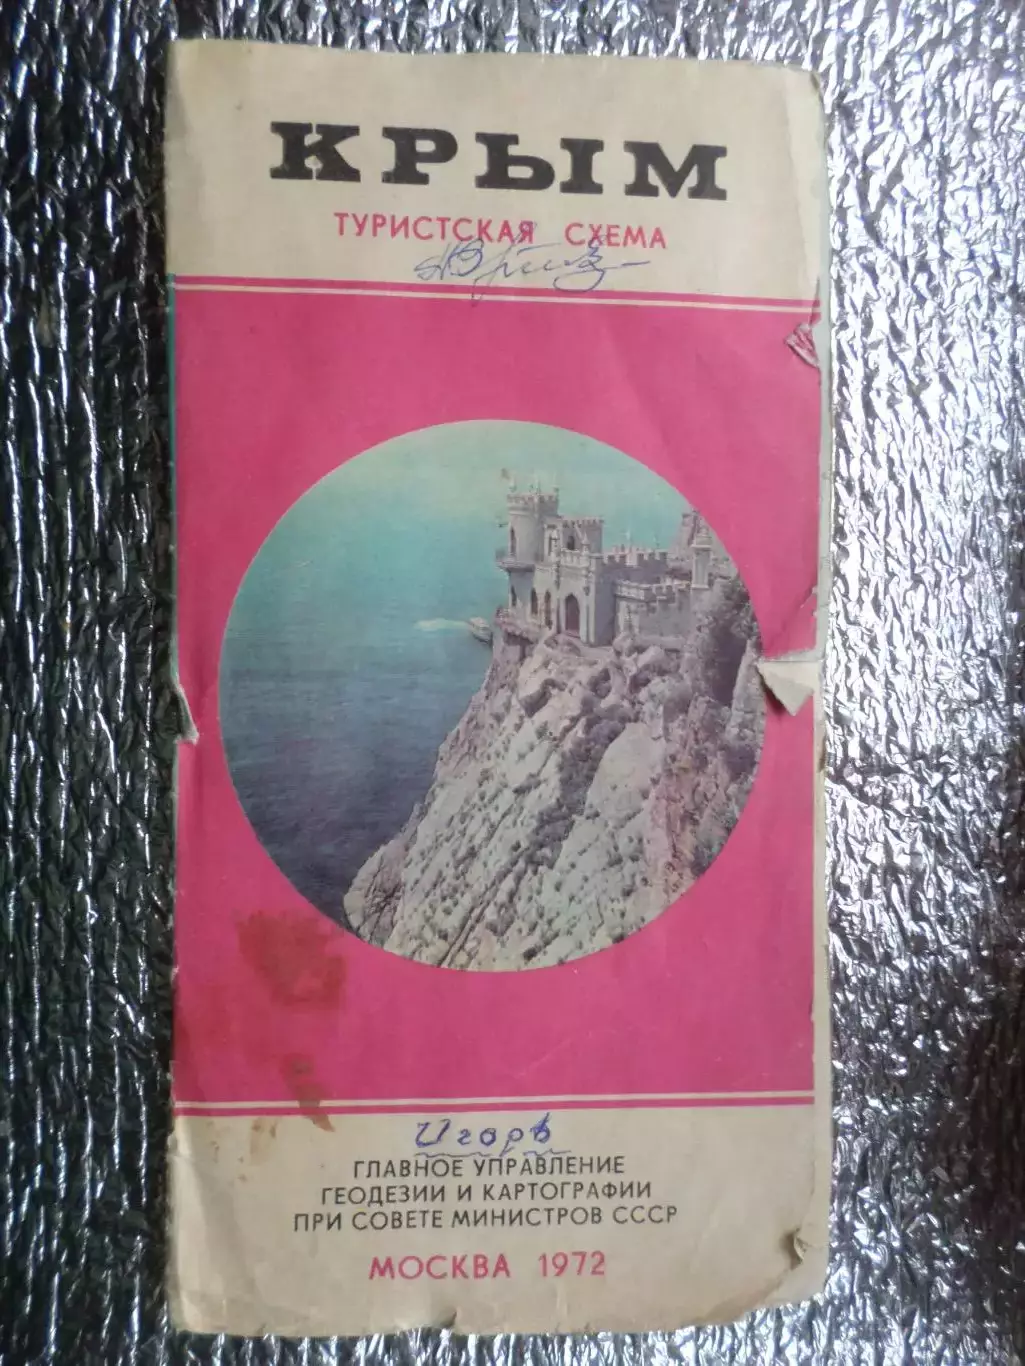 КРЫМ
ТУРИСТСКАЯ СХЕМА
Игорь
ГЛАВНОЕ УПРАВЛЕНИЕ
ГЕОДЕЗИИ И КАРТОГРАФИИ
ПРИ СОВЕТЕ МИНИСТРОВ СССР
МОСКВА 1972